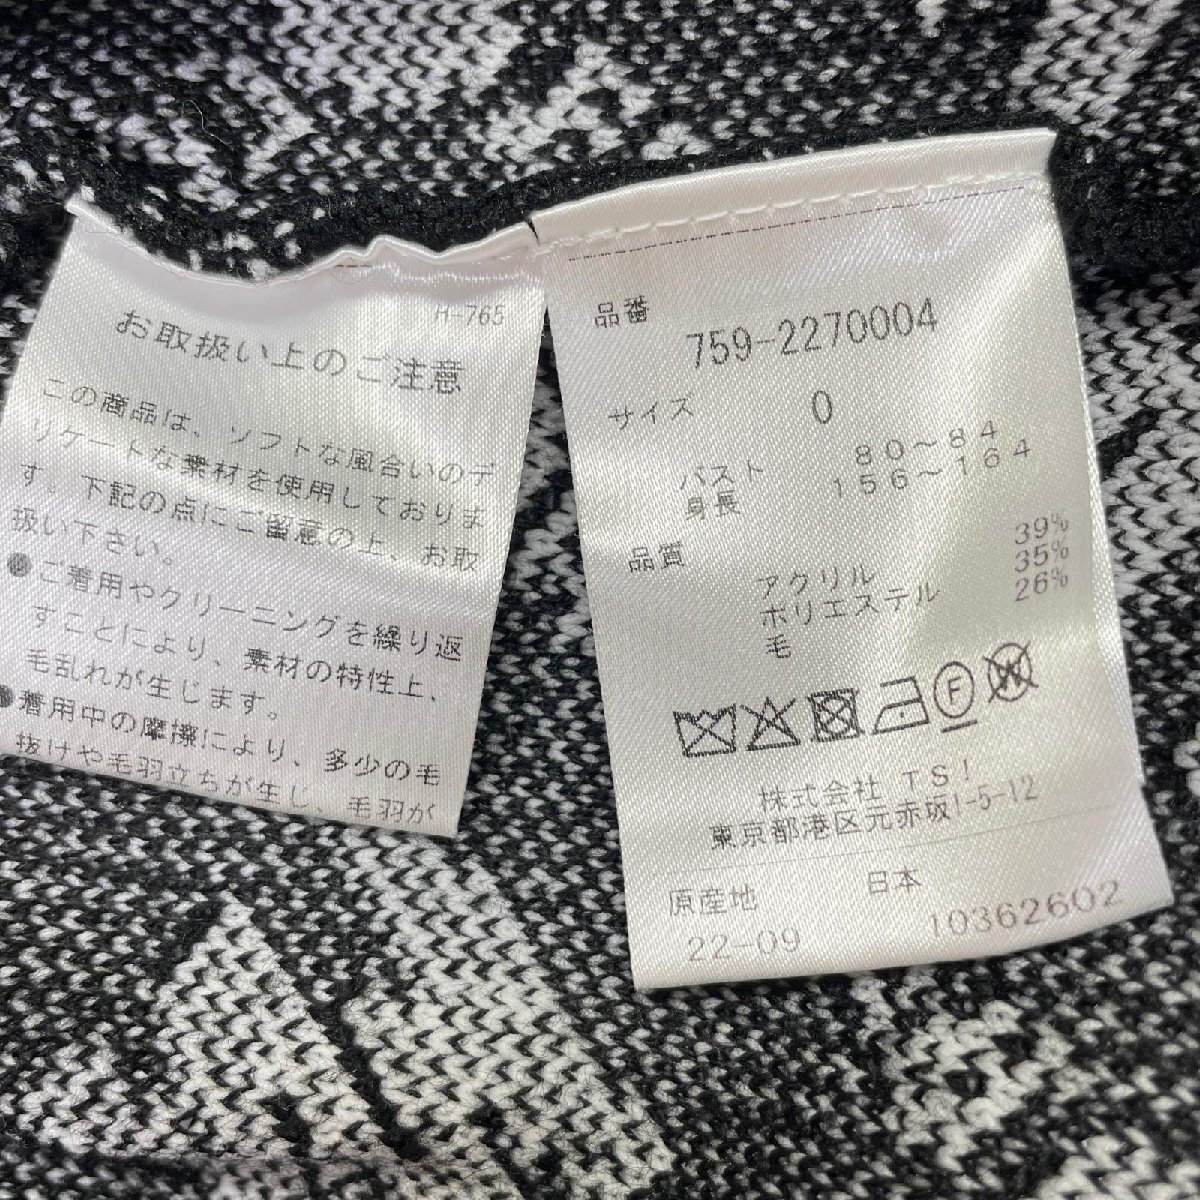 H-765
お取扱い上のご注意
この商品は、ソフトな風合いのデ
リケートな素材を使用しておりま
す。下記の点にご留意の上、お取
扱い下さい。
●ご着用やクリーニングを繰り返
すことにより、素材の特性上、
毛乱れが生じます。
●着用中の摩擦により、多少の毛
抜けや毛羽立ちが生じ、毛羽が
品番
759-2270004
サイズ 0
バスト 80～84
身長 156～164
品質
アクリル 39%
ポリエステル 35%
毛 26%
F W
株式会社 TSI
東京都港区元赤坂1-5-12
原産地 日本
22-09 10362602